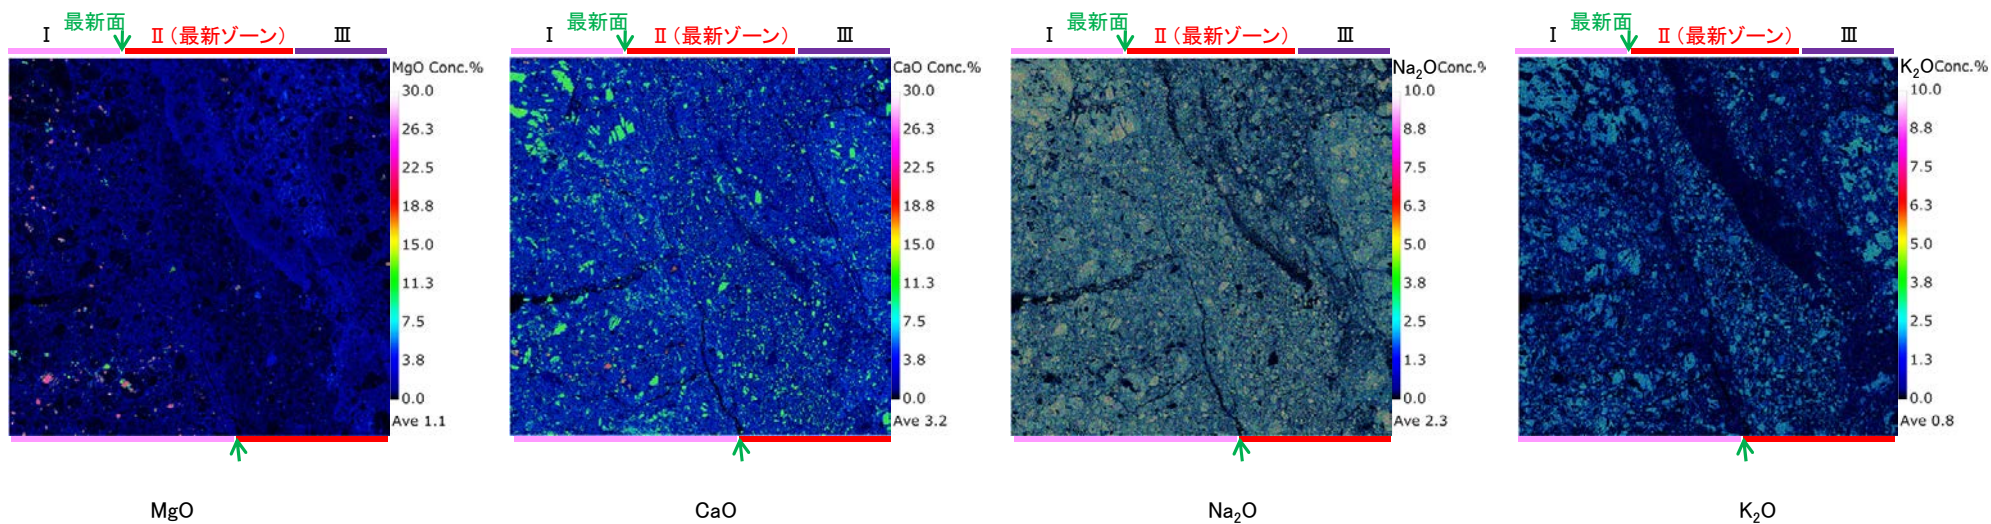 Ⅰ 最新面 Ⅱ（最新ゾーン） Ⅲ
MgO Conc.%
30.0
26.3
22.5
18.8
15.0
11.3
7.5
3.8
0.0
Ave 1.1
MgO
Ⅰ 最新面 Ⅱ（最新ゾーン） Ⅲ
CaO Conc.%
30.0
26.3
22.5
18.8
15.0
11.3
7.5
3.8
0.0
Ave 3.2
CaO
Ⅰ 最新面 Ⅱ（最新ゾーン） Ⅲ
Na₂O Conc.%
10.0
8.8
7.5
6.3
5.0
3.8
2.5
1.3
0.0
Ave 2.3
Na₂O
Ⅰ 最新面 Ⅱ（最新ゾーン） Ⅲ
K₂O Conc.%
10.0
8.8
7.5
6.3
5.0
3.8
2.5
1.3
0.0
Ave 0.8
K₂O